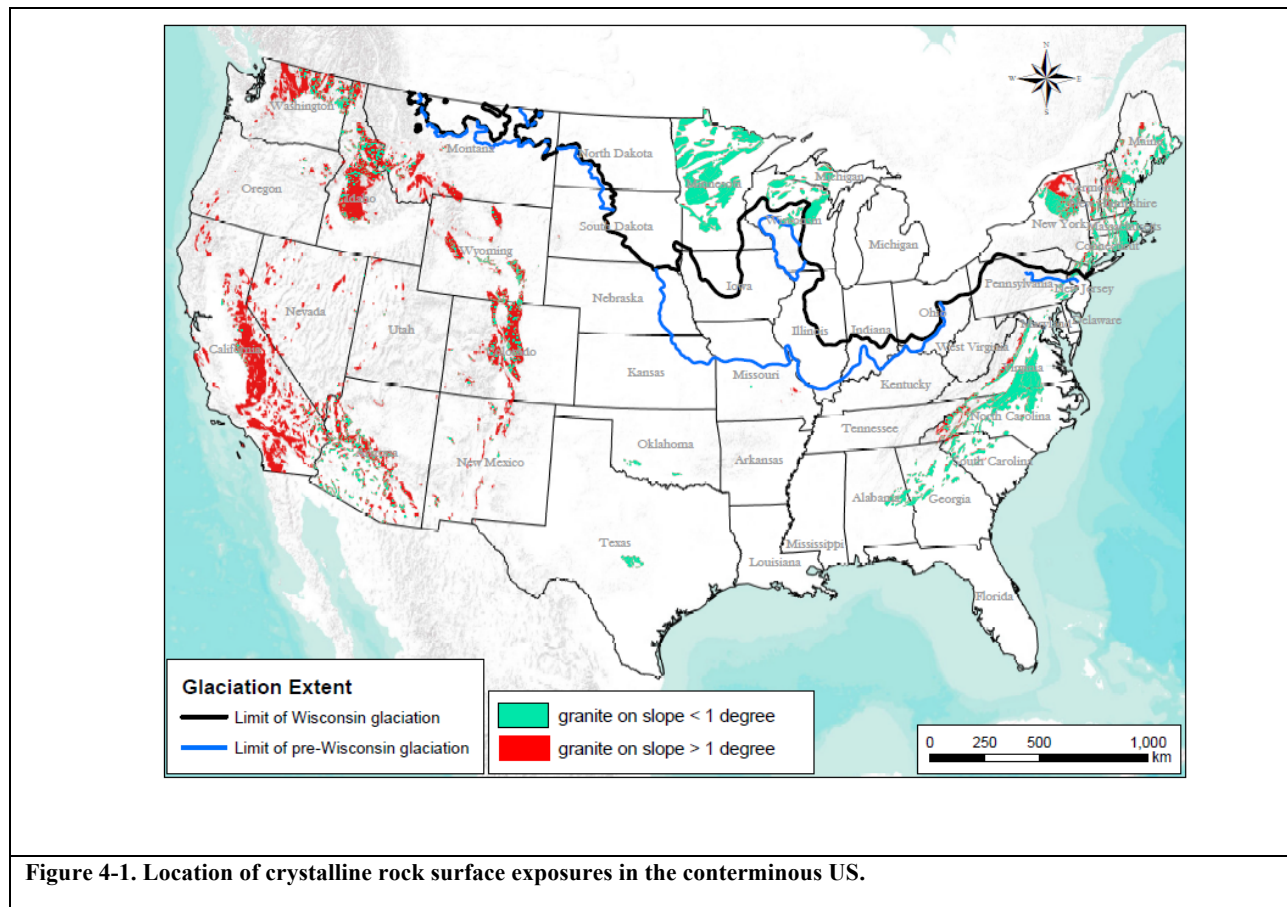 N
W
E
S
Washington
Montana
North Dakota
Minnesota
Michigan
Maine
Vermont
New Hampshire
Oregon
Idaho
South Dakota
Wisconsin
Michigan
New York
Massachusetts
Connecticut
Wyoming
Iowa
Nebraska
Pennsylvania
New Jersey
Nevada
Utah
Illinois
Indiana
Ohio
Maryland
Delaware
California
Colorado
Kansas
Missouri
West Virginia
Virginia
Kentucky
North Carolina
Tennessee
Arizona
New Mexico
Oklahoma
Arkansas
South Carolina
Alabama
Georgia
Texas
Mississippi
Louisiana
Florida
Glaciation Extent
Limit of Wisconsin glaciation
Limit of pre-Wisconsin glaciation
granite on slope < 1 degree
granite on slope > 1 degree
0 250 500 1,000
km
Figure 4-1. Location of crystalline rock surface exposures in the conterminous US.